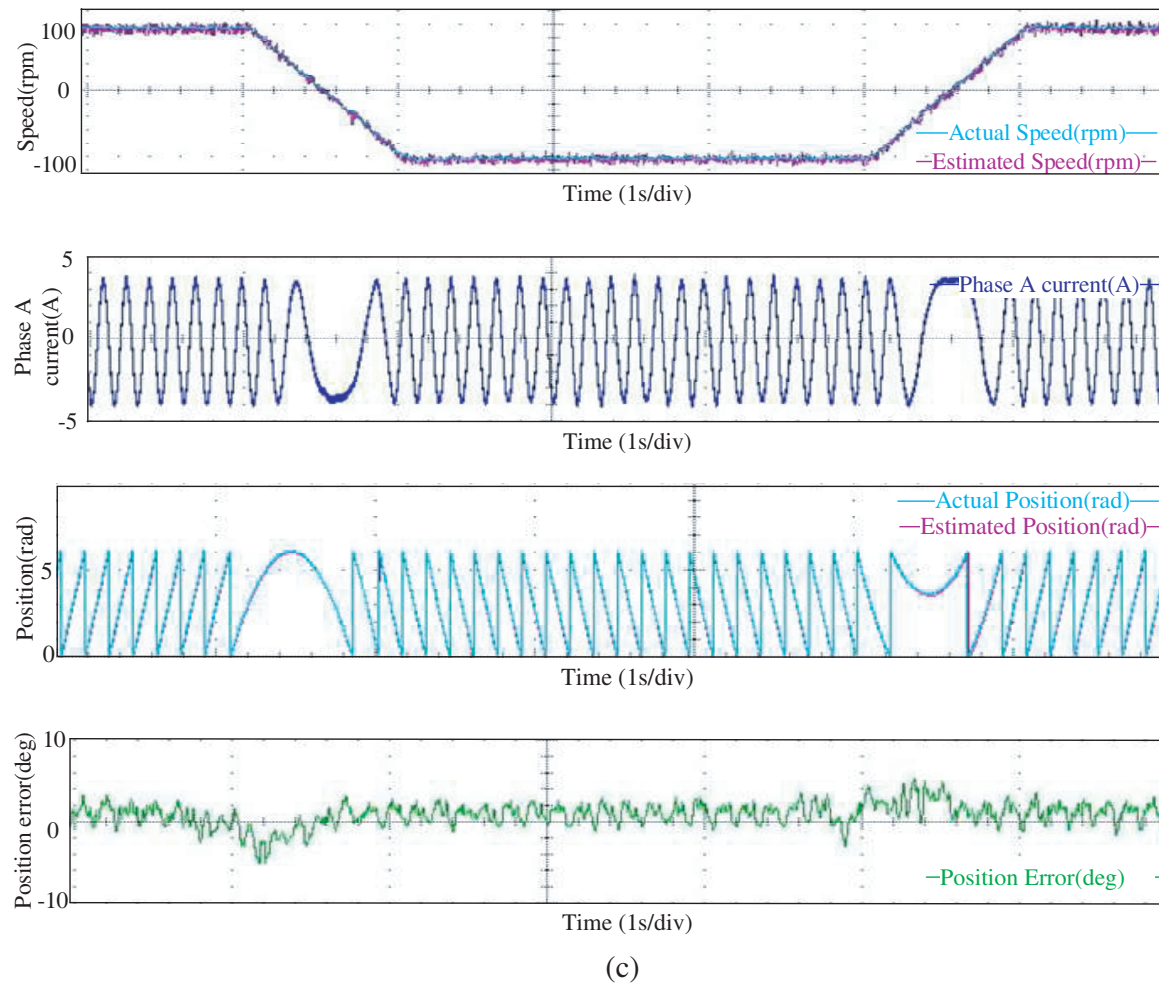 100
0
-100
Speed(rpm)
Actual Speed(rpm)
Estimated Speed(rpm)
Time (1s/div)
5
0
-5
Phase A
current(A)
Phase A current(A)
Time (1s/div)
5
0
Position(rad)
Actual Position(rad)
Estimated Position(rad)
Time (1s/div)
10
0
-10
Position error(deg)
Position Error(deg)
Time (1s/div)
(c)